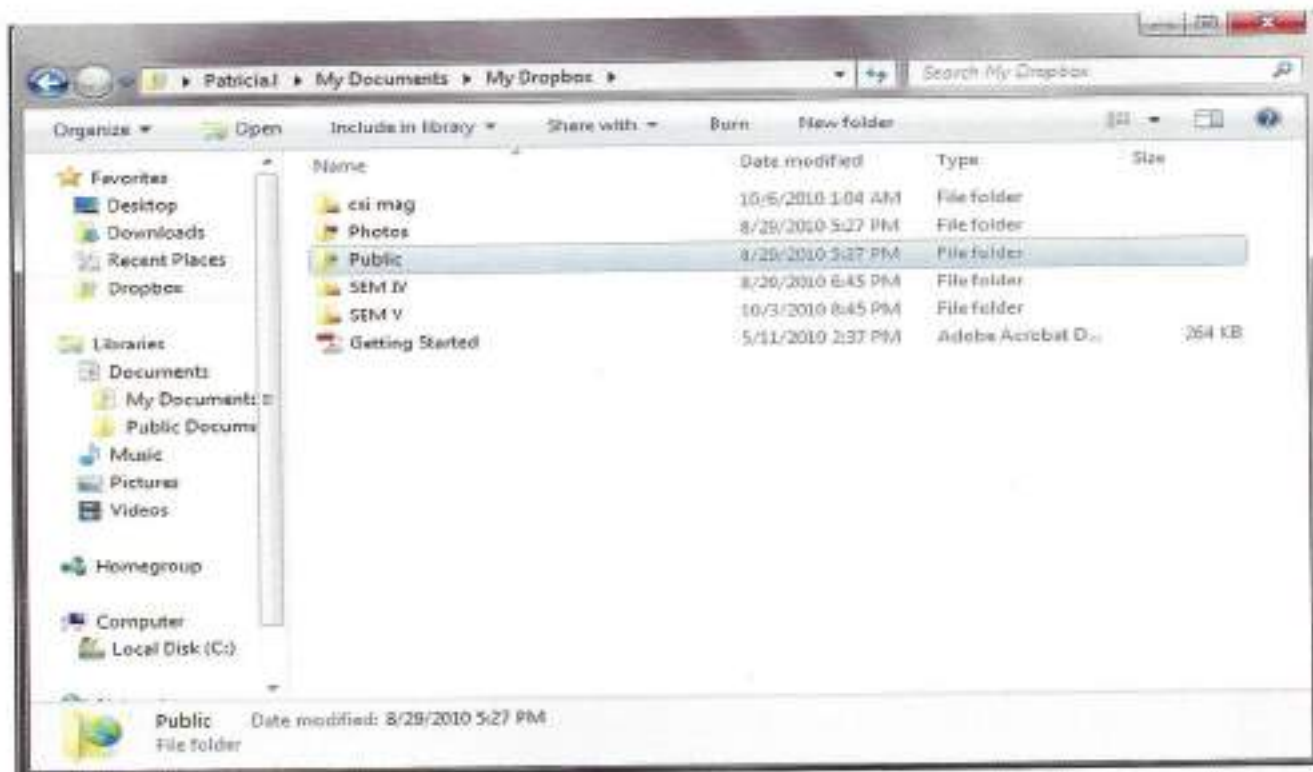 PatriciaJ ▸ My Documents ▸ My Dropbox ▸ Search My Dropbox
Organize Open Include in library Share with Burn New folder
Name Date modified Type Size
Favorites
Desktop
Downloads
Recent Places
Dropbox
Libraries
Documents
My Documents
Public Docume
Music
Pictures
Videos
Homegroup
Computer
Local Disk (C:)
csi mag 10/6/2010 1:04 AM File folder
Photos 8/29/2010 5:27 PM File folder
Public 8/29/2010 5:27 PM File folder
SEM IV 8/29/2010 6:45 PM File folder
SEM V 10/3/2010 8:45 PM File folder
Getting Started 5/11/2010 2:37 PM Adobe Acrobat D... 264 KB
Public Date modified: 8/29/2010 5:27 PM
File folder